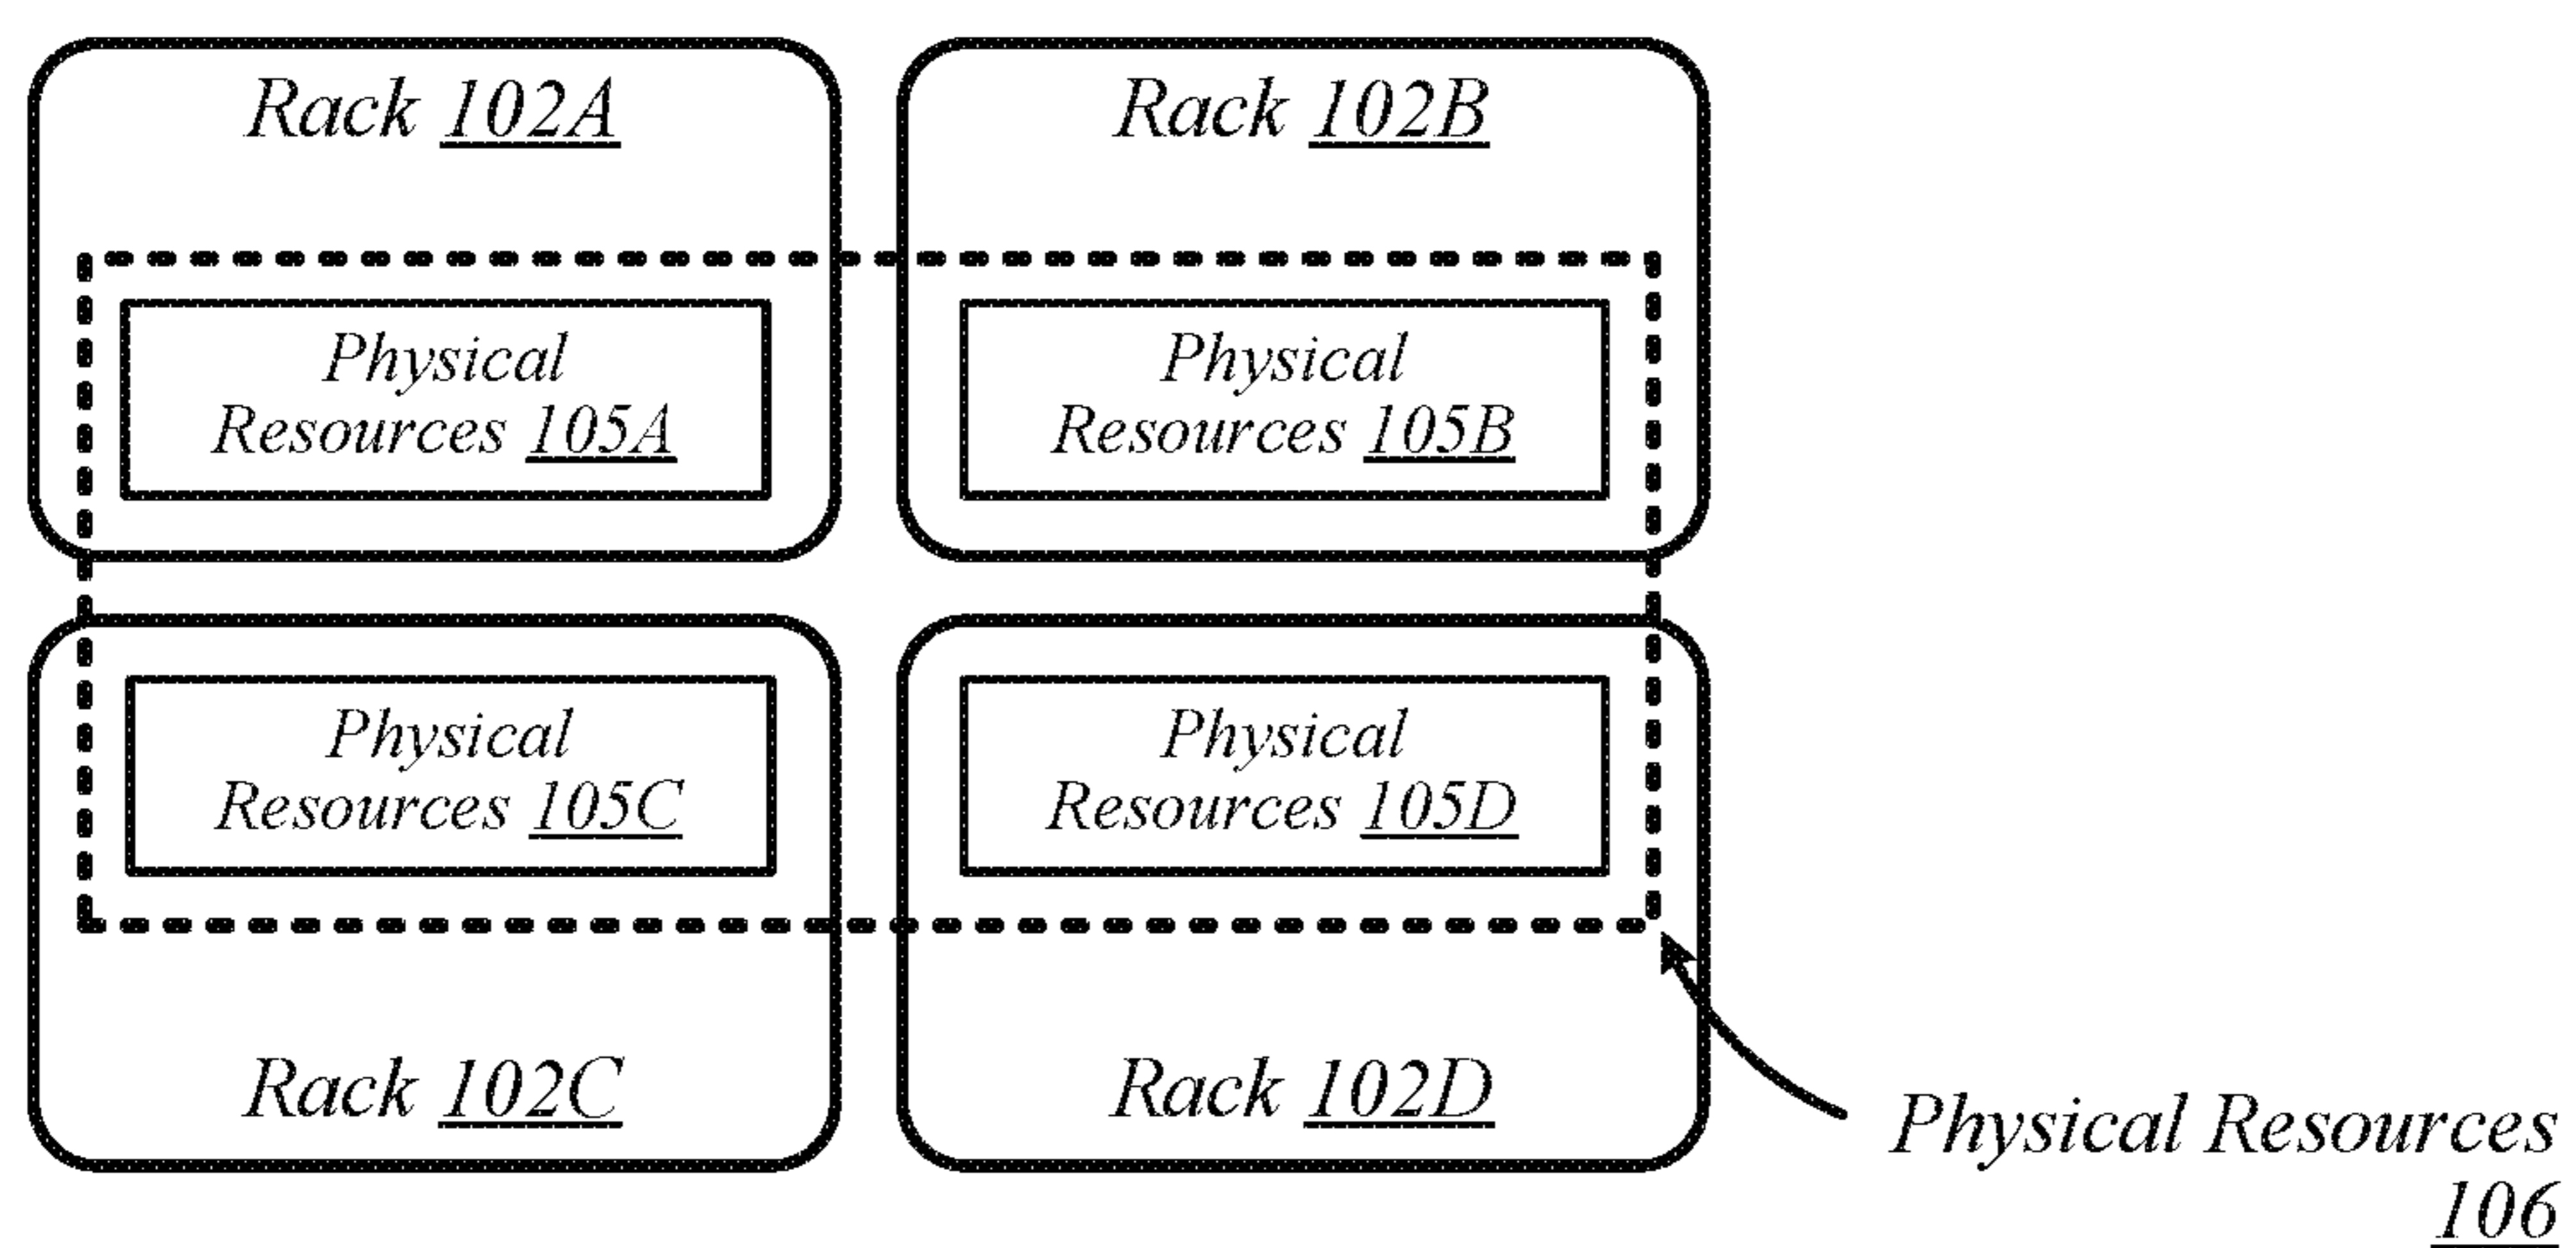 Rack 102A
Rack 102B
Physical
Resources 105A
Physical
Resources 105B
Physical
Resources 105C
Physical
Resources 105D
Rack 102C
Rack 102D
Physical Resources
106